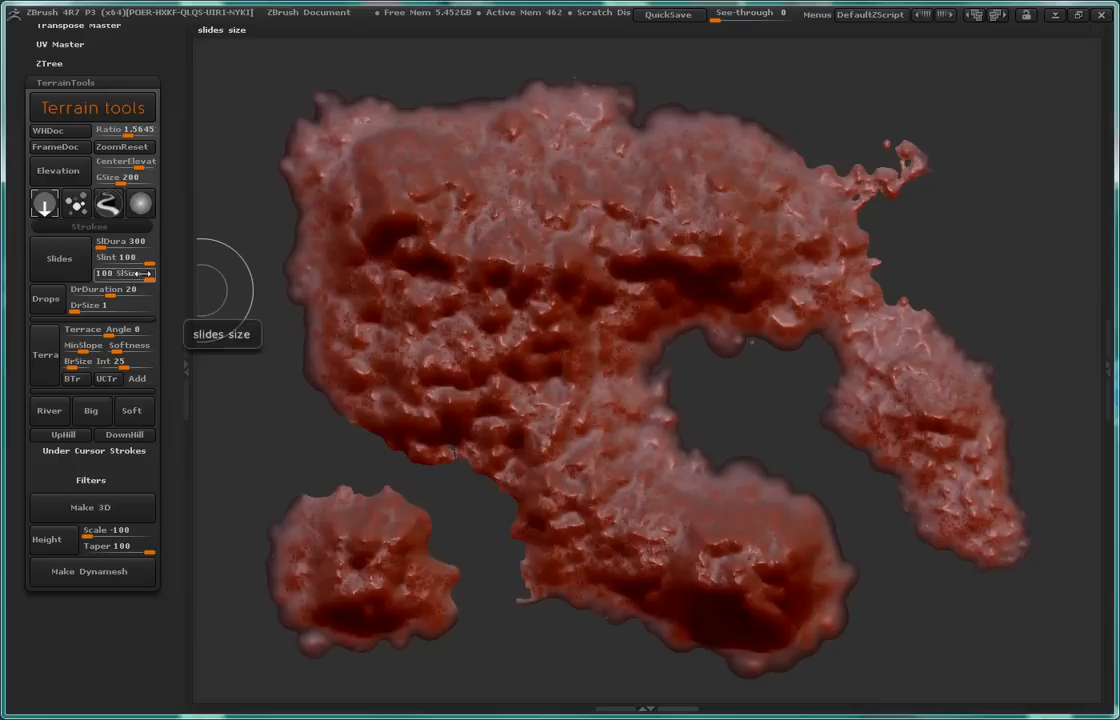 ZBrush 4R7 P3 (x64)[POER-HXKF-QLQS-UIRI-NYKI] ZBrush Document • Free Mem 5.452GB • Active Mem 462 • Scratch Dis QuickSave See-through 0 Menus DefaultZScript
Transpose Master
slides size
UV Master
ZTree
TerrainTools
Terrain tools
WHDoc Ratio 1.5645
FrameDoc ZoomReset
Elevation CenterElevat
GSize 200
Strokes
Slides SlDura 300
Slint 100
100 SlSiz
Drops DrDuration 20
DrSize 1
Terra Terrace Angle 0
MinSlope Softness
BrSize Int 25
BTr UCTr Add
River Big Soft
UpHill DownHill
Under Cursor Strokes
Filters
Make 3D
Height Scale -100
Taper 100
Make Dynamesh
slides size